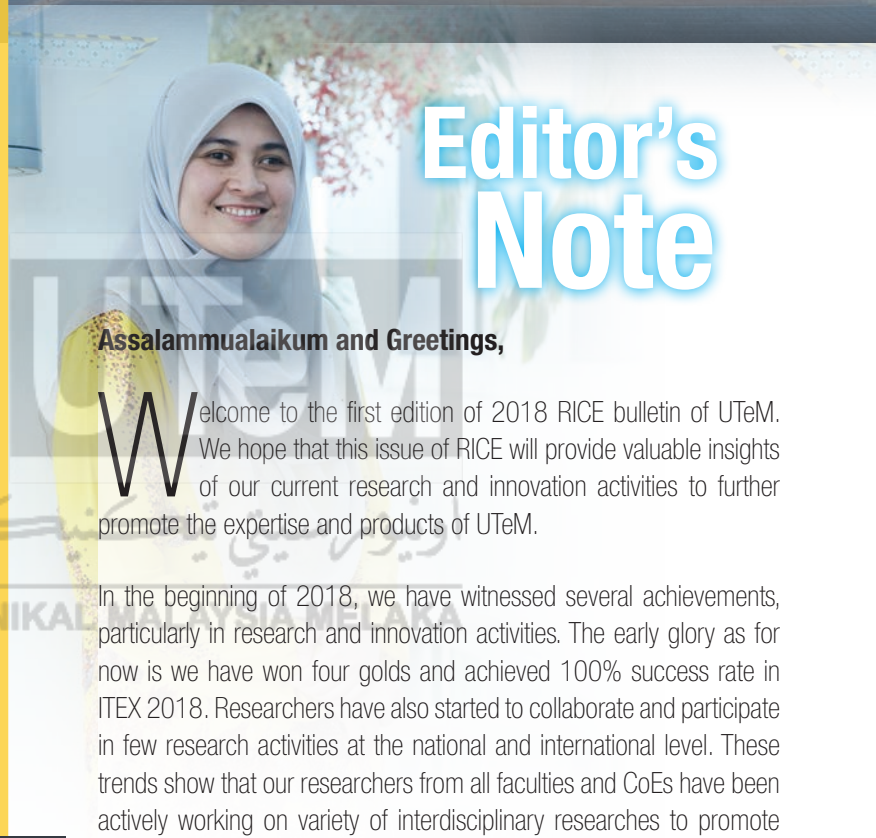 Editor’s
Note
Assalammualaikum and Greetings,
Welcome to the first edition of 2018 RICE bulletin of UTeM.
We hope that this issue of RICE will provide valuable insights
of our current research and innovation activities to further
promote the expertise and products of UTeM.
In the beginning of 2018, we have witnessed several achievements,
particularly in research and innovation activities. The early glory as for
now is we have won four golds and achieved 100% success rate in
ITEX 2018. Researchers have also started to collaborate and participate
in few research activities at the national and international level. These
trends show that our researchers from all faculties and CoEs have been
actively working on variety of interdisciplinary researches to promote
UTeM
اونيورسيتي تيكنيك
NIKAL MALAYSIA MELAKA